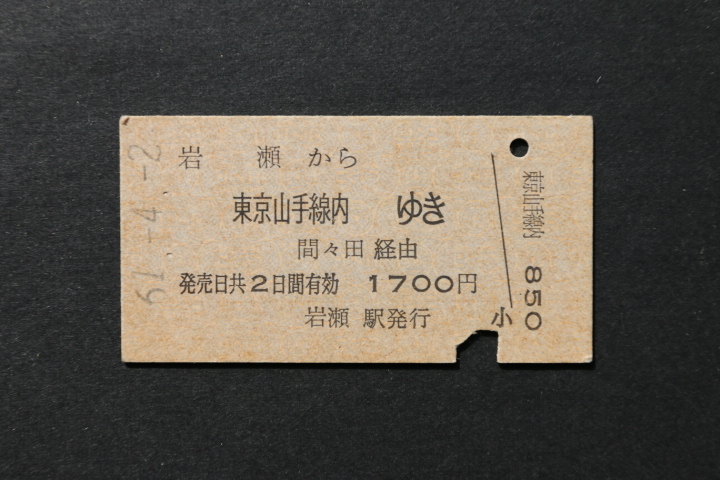 61.-4.-2
岩 瀬 から
東京山手線内 ゆき
間々田 経由
発売日共2日間有効 1700円
岩瀬 駅発行
小
東京山手線内
850